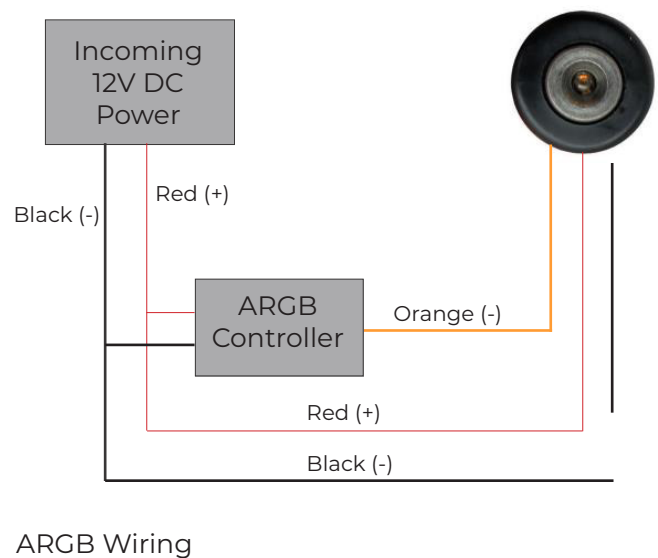 Incoming
12V DC
Power
Red (+)
Black (-)
ARGB
Controller
Orange (-)
Red (+)
Black (-)
ARGB Wiring